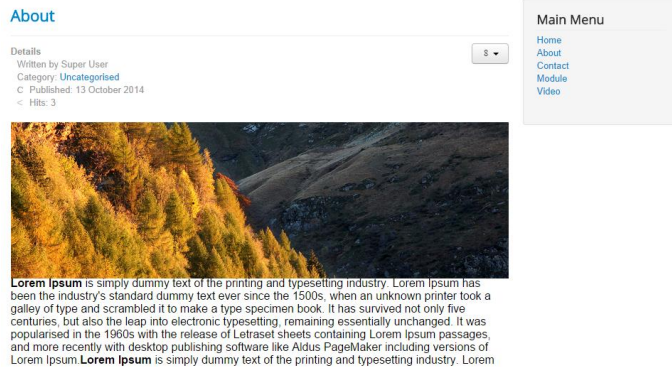 About
Details
Written by Super User
Category: Uncategorised
C Published: 13 October 2014
< Hits: 3
8
Lorem Ipsum is simply dummy text of the printing and typesetting industry. Lorem Ipsum has
been the industry's standard dummy text ever since the 1500s, when an unknown printer took a
galley of type and scrambled it to make a type specimen book. It has survived not only five
centuries, but also the leap into electronic typesetting, remaining essentially unchanged. It was
popularised in the 1960s with the release of Letraset sheets containing Lorem Ipsum passages,
and more recently with desktop publishing software like Aldus PageMaker including versions of
Lorem Ipsum.Lorem Ipsum is simply dummy text of the printing and typesetting industry. Lorem
Main Menu
Home
About
Contact
Module
Video